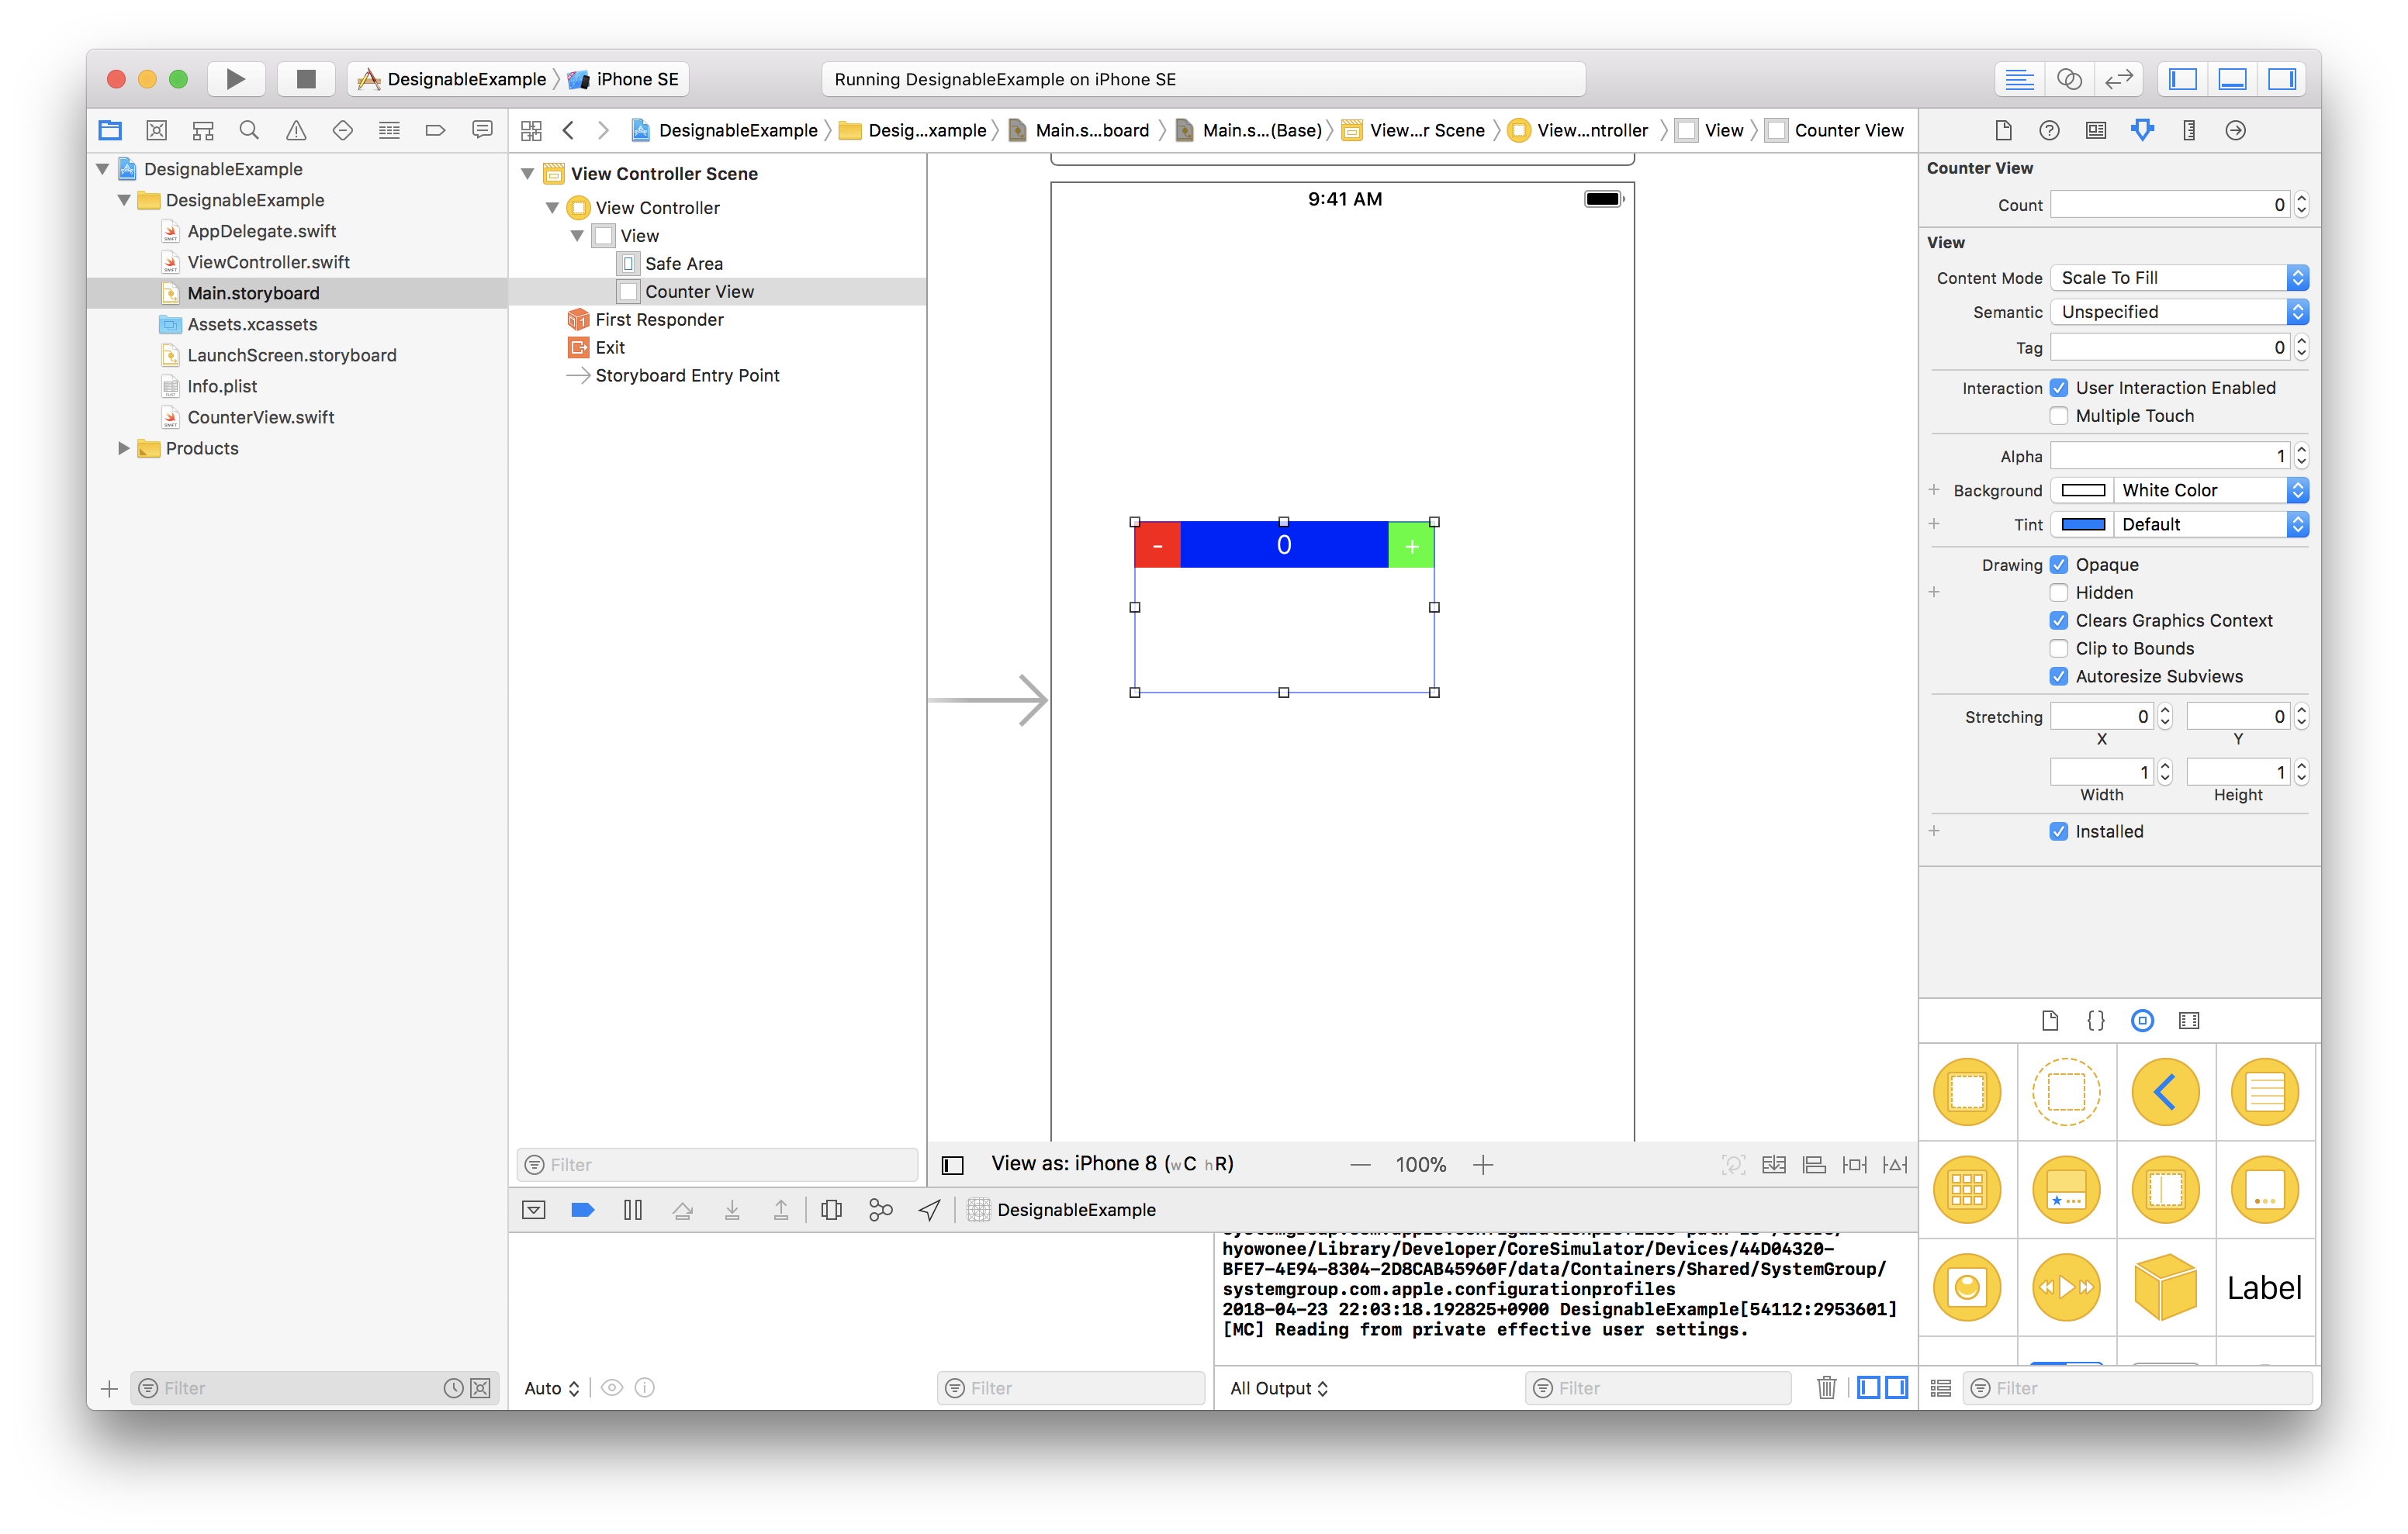 DesignableExample iPhone SE
Running DesignableExample on iPhone SE
DesignableExample Desig...xample Main.s...board Main.s...(Base) View...r Scene View...ntroller View Counter View
DesignableExample
DesignableExample
AppDelegate.swift
ViewController.swift
Main.storyboard
Assets.xcassets
LaunchScreen.storyboard
Info.plist
CounterView.swift
Products
Filter
View Controller Scene
View Controller
View
Safe Area
Counter View
First Responder
Exit
Storyboard Entry Point
Filter
9:41 AM
- 0 +
View as: iPhone 8 (wC hR)
— 100% +
DesignableExample
hyowonee/Library/Developer/CoreSimulator/Devices/44D04320-
BFE7-4E94-8304-2D8CAB45960F/data/Containers/Shared/SystemGroup/
systemgroup.com.apple.configurationprofiles
2018-04-23 22:03:18.192825+0900 DesignableExample[54112:2953601]
[MC] Reading from private effective user settings.
Auto
Filter
All Output
Filter
Counter View
Count 0
View
Content Mode Scale To Fill
Semantic Unspecified
Tag 0
Interaction User Interaction Enabled
Multiple Touch
Alpha 1
+ Background White Color
+ Tint Default
Drawing Opaque
+ Hidden
Clears Graphics Context
Clip to Bounds
Autoresize Subviews
Stretching 0 0
X Y
1 1
Width Height
+ Installed
{}
Label
Filter